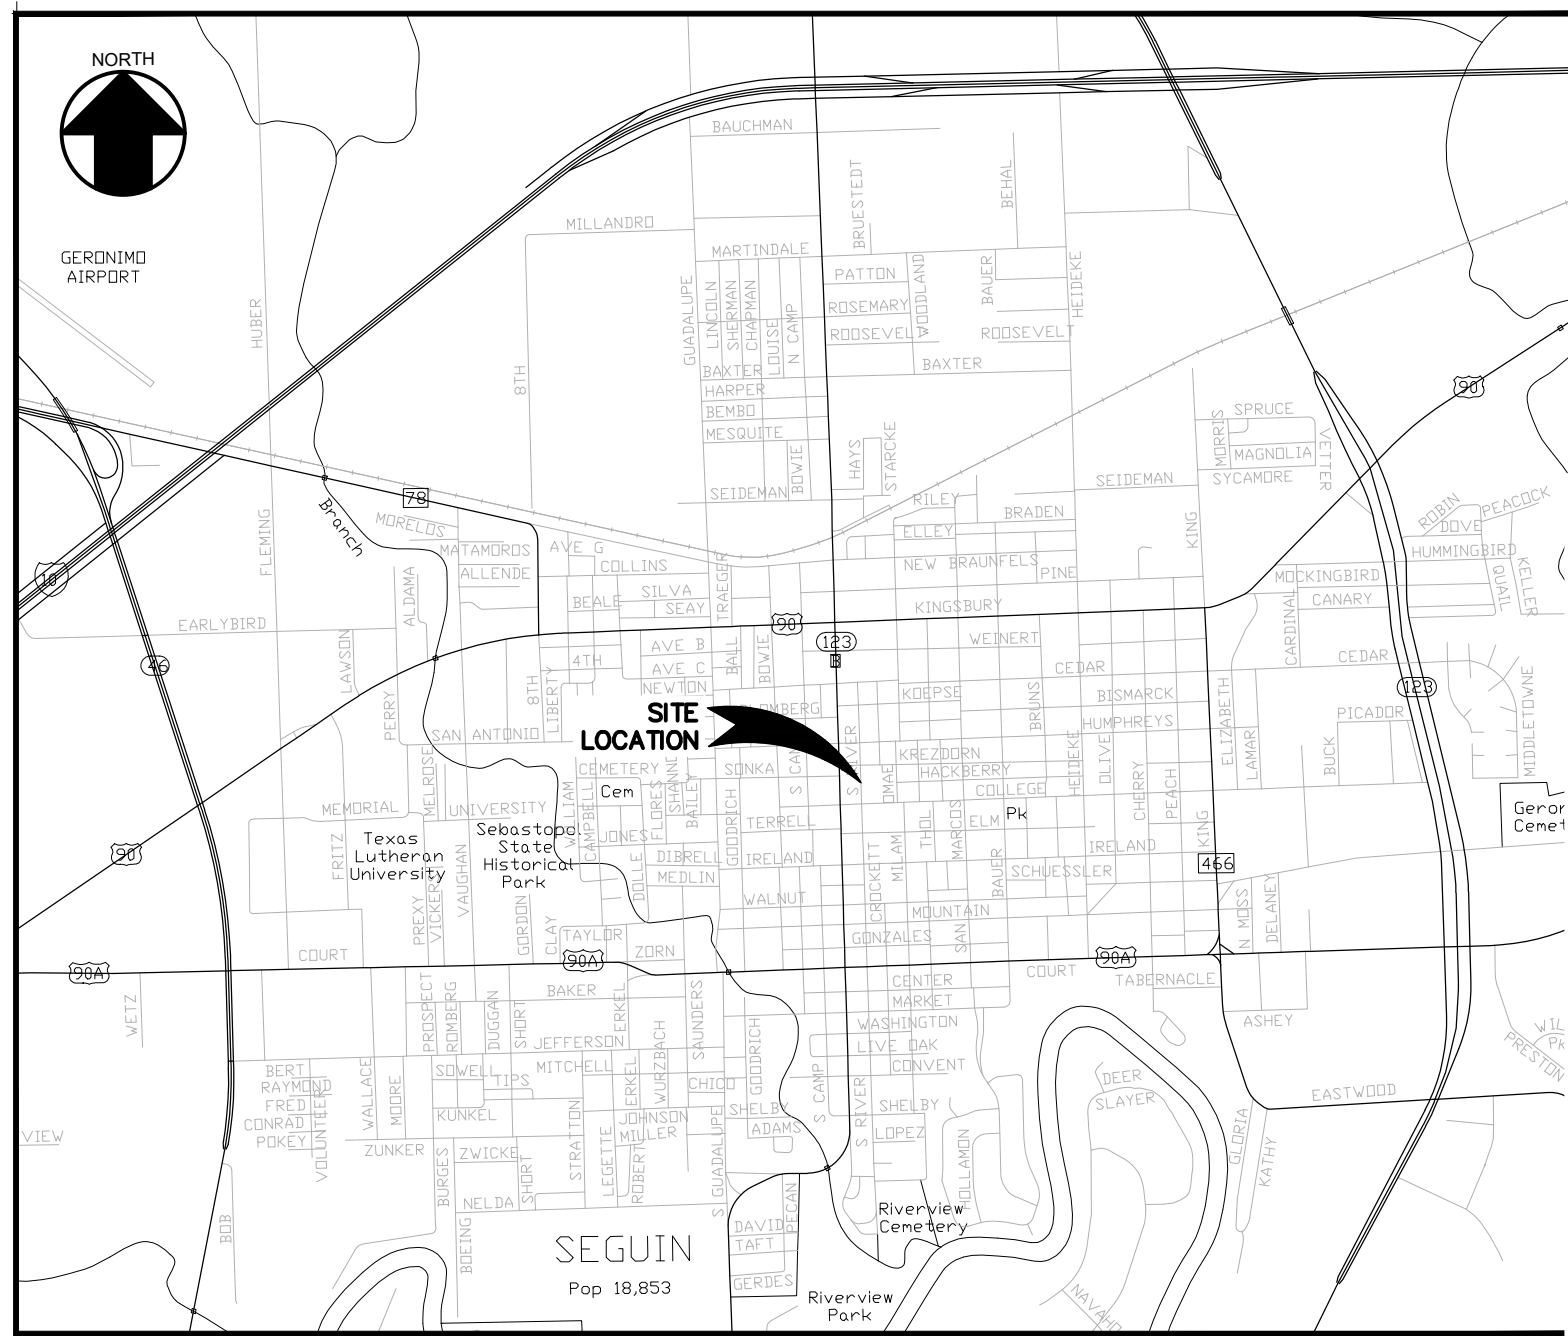 NORTH
GERONIMO
AIRPORT
BAUCHMAN
BRUESTEDT
BEHAL
MILLANDRO
MARTINDALE
PATTON
ROSEMARY
WOODLAND
BAUER
HEIDEKE
ROOSEVELT
ROOSEVELT
BAXTER
HUBER
8TH
GUADALUPE
LINCOLN
SHERMAN
CHAPMAN
LOUISE
N CAMP
BAXTER
HARPER
BEMBO
MESQUITE
BOWIE
SEIDEMAN
HAYS
STARCKE
90
SPRUCE
MORRIS
MAGNOLIA
SYCAMORE
VETTER
SEIDEMAN
KING
RILEY
BRADEN
ELLEY
NEW BRAUNFELS
PINE
ROBIN
PEACOCK
DOVE
HUMMINGBIRD
QUAIL
KELLER
MOCKINGBIRD
CANARY
CARDINAL
CEDAR
78
Branch
MORELOS
MATAMOROS
ALLENDE
AVE G
COLLINS
SILVA
BEALE
SEAY
TRAEGER
FLEMING
ALDAMA
10
EARLYBIRD
46
LAWSON
PERRY
90
123
B
KINGSBURY
WEINERT
CEDAR
AVE B
AVE C
4TH
NEWTON
BALL
BOWIE
8TH
LIBERTY
SAN ANTONIO
KOEPSE
BRUNS
BISMARCK
HUMPHREYS
ELIZABETH
LAMAR
123
PICADOR
BUCK
MIDDLETOWNE
SITE
LOCATION
S RIVER
KREZDORN
HACKBERRY
COLLEGE
HEIDEKE
OLIVE
CHERRY
PEACH
KING
CEMETERY
Cem
SONKA
MELROSE
MEMORIAL
UNIVERSITY
FRITZ
Texas
Lutheran
University
Sebastopol
State
Historical
Park
WILLIAM
CAMPBELL
JONES
FLORES
BAILEY
GOODRICH
TERRELL
DIBRELL
IRELAND
MEDLIN
DOLLE
WALNUT
THOL
MARCOS
ELM
Pk
IRELAND
SCHUESSLER
BAUER
MILAM
CROCKETT
MOUNTAIN
GONZALES
SAN
466
N MOSS
DELANEY
90
PREXY
VAUGHAN
GORDON
CLAY
TAYLOR
ZORN
COURT
90A
90A
COURT
90A
TABERNACLE
ASHEY
CENTER
MARKET
WASHINGTON
LIVE OAK
CONVENT
WETZ
PROSPECT
ROMBERG
DUGGAN
SHORT
BAKER
ERKEL
JEFFERSON
WURZBACH
SAUNDERS
GOODRICH
S CAMP
S RIVER
BERT
RAYMOND
FRED
CONRAD
POKEY
VOLUNTEER
WALLACE
MOORE
SOWELL
TIPS
MITCHELL
ERKEL
CHICO
KUNKEL
STRATTON
LEGETTE
JOHNSON
MILLER
ROBERT
SHELBY
ADAMS
SHELBY
LOPEZ
HOLLAMON
DEER
SLAYER
GLORIA
KATHY
EASTWOOD
PRESTON
VIEW
ZUNKER
BURGES
ZWICKE
SHORT
NELDA
S GUADALUPE
PECAN
BOB
BOEING
SEGUIN
Pop 18,853
DAVID
TAFT
GERDES
Riverview
Cemetery
Riverview
Park